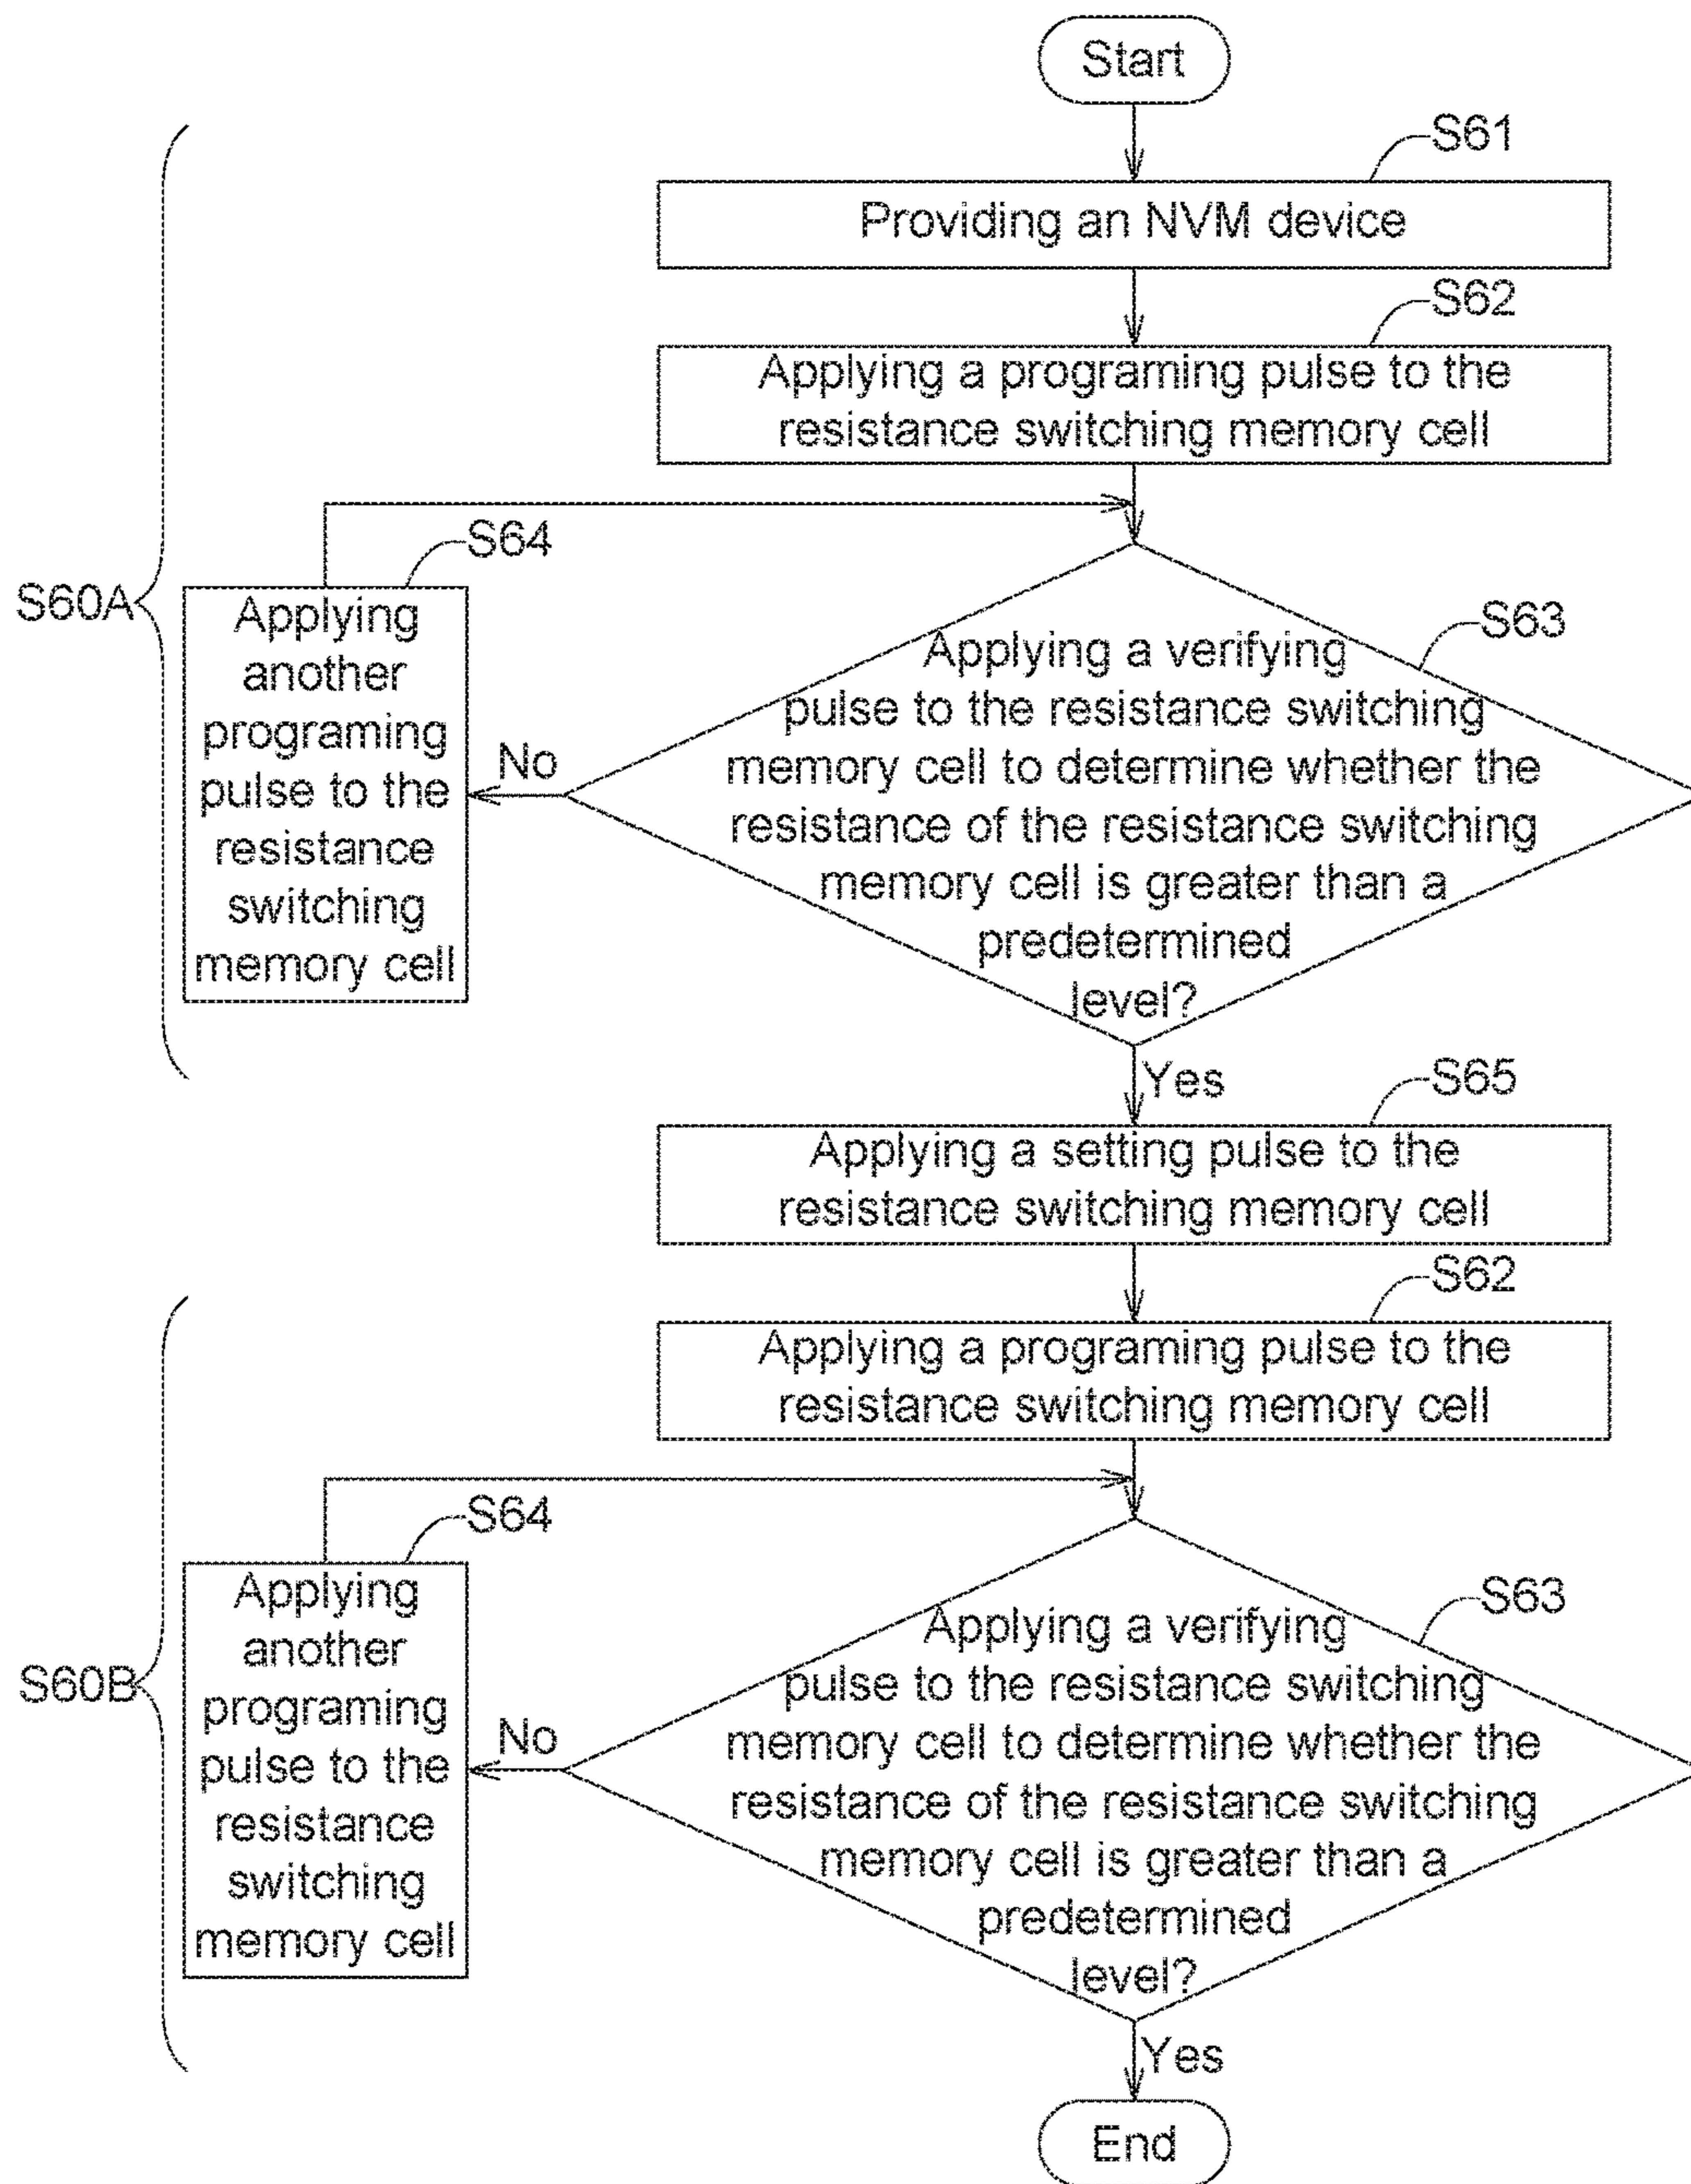 Start
S61
Providing an NVM device
S62
Applying a programing pulse to the
resistance switching memory cell
S60A
S64
Applying
another
programing
pulse to the
resistance
switching
memory cell
No
S63
Applying a verifying
pulse to the resistance switching
memory cell to determine whether the
resistance of the resistance switching
memory cell is greater than a
predetermined
level?
Yes
S65
Applying a setting pulse to the
resistance switching memory cell
S62
Applying a programing pulse to the
resistance switching memory cell
S60B
S64
Applying
another
programing
pulse to the
resistance
switching
memory cell
No
S63
Applying a verifying
pulse to the resistance switching
memory cell to determine whether the
resistance of the resistance switching
memory cell is greater than a
predetermined
level?
Yes
End